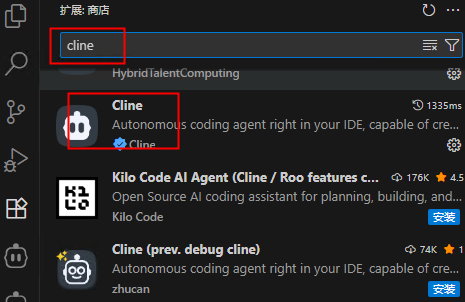 扩展: 商店
cline
HybridTalentComputing
Cline
1335ms
Autonomous coding agent right in your IDE, capable of cre...
Cline
Kilo Code AI Agent (Cline / Roo features c...
176K
4.5
Open Source AI coding assistant for planning, building, and...
Kilo Code
安装
Cline (prev. debug cline)
74K
1
Autonomous coding agent right in your IDE, capable of cre...
zhucan
安装